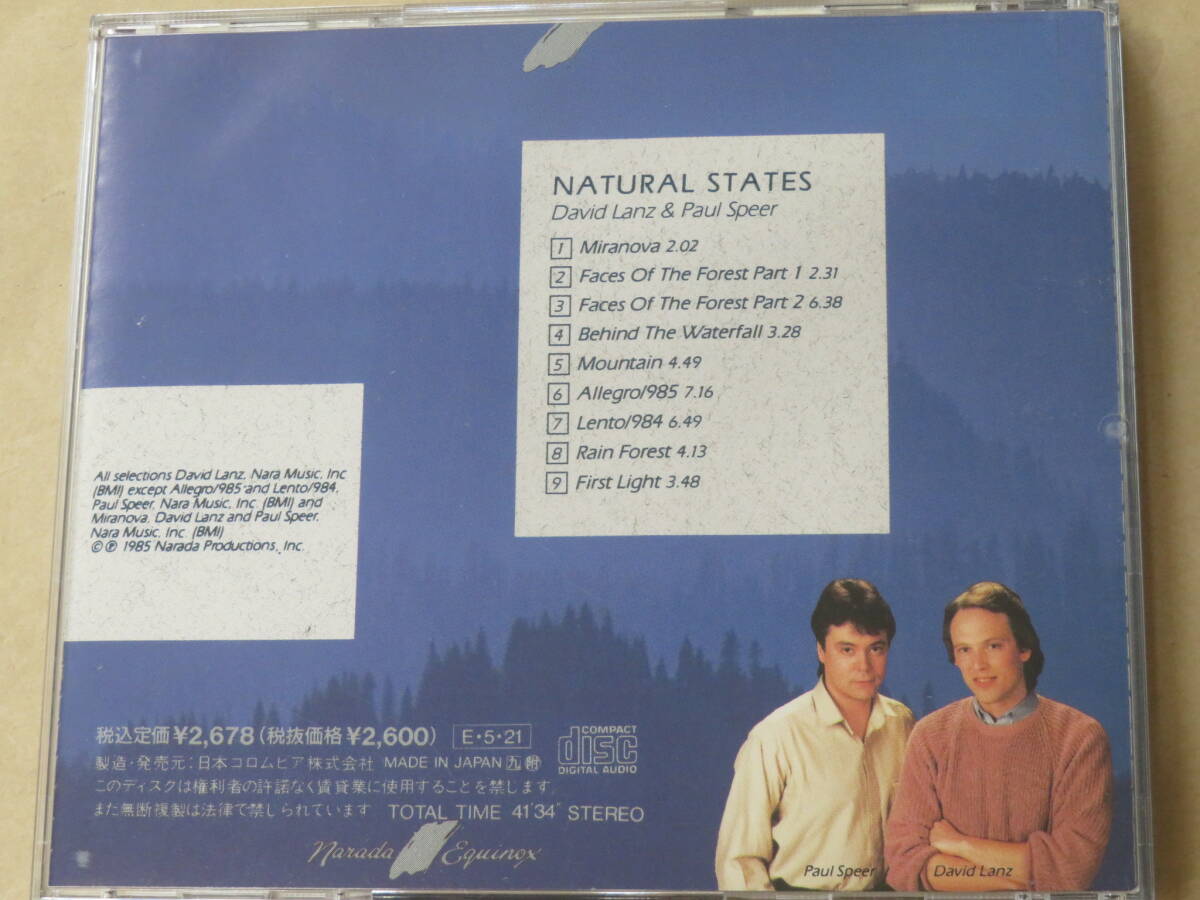 NATURAL STATES
David Lanz & Paul Speer
1 Miranova 2.02
2 Faces Of The Forest Part 1 2.31
3 Faces Of The Forest Part 2 6.38
4 Behind The Waterfall 3.28
5 Mountain 4.49
6 Allegro/985 7.16
7 Lento/984 6.49
8 Rain Forest 4.13
9 First Light 3.48
All selections David Lanz, Nara Music, Inc
(BMI) except Allegro/985 and Lento/984,
Paul Speer, Nara Music, Inc. (BMI) and
Miranova, David Lanz and Paul Speer,
Nara Music, Inc. (BMI)
© ℗ 1985 Narada Productions, Inc.
税込定価¥2,678(税抜価格¥2,600) E・5・21
製造・発売元:日本コロムビア株式会社 MADE IN JAPAN 九 附
このディスクは権利者の許諾なく賃貸業に使用することを禁じます。
また無断複製は法律で禁じられています TOTAL TIME 41'34" STEREO
COMPACT
disc
DIGITAL AUDIO
Narada Equinox
Paul Speer
David Lanz